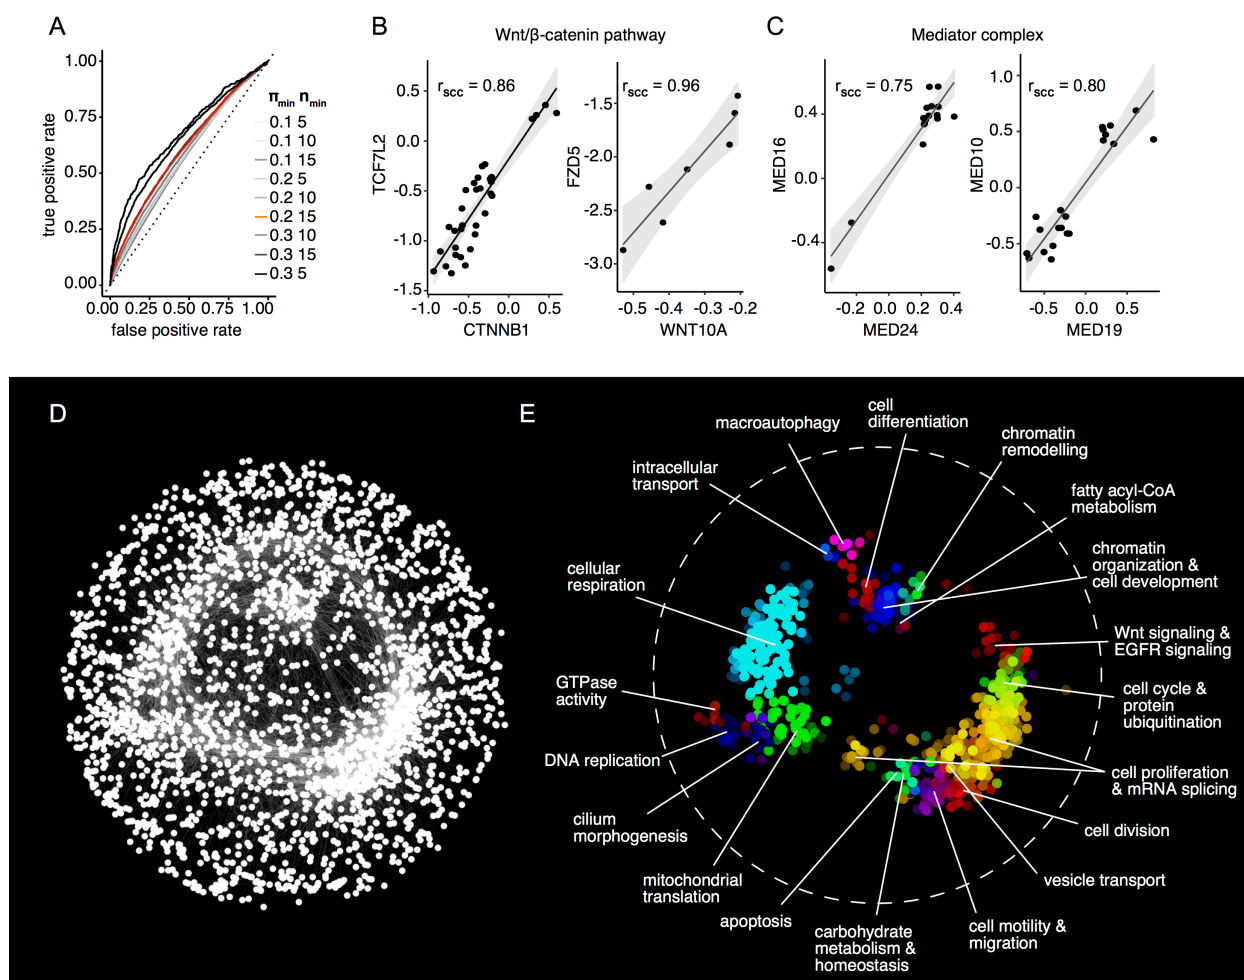 A
true positive rate
1.00
0.75
0.50
0.25
0.00
0.00 0.25 0.50 0.75 1.00
false positive rate
πmin nmin
0.1 5
0.1 10
0.1 15
0.2 5
0.2 10
0.2 15
0.3 10
0.3 15
0.3 5
B
Wnt/β-catenin pathway
TCF7L2
0.5
0.0
-0.5
-1.0
-1.5
rscc = 0.86
-1.0 -0.5 0.0 0.5
CTNNB1
FZD5
-1.5
-2.0
-2.5
-3.0
rscc = 0.96
-0.5 -0.4 -0.3 -0.2
WNT10A
C
Mediator complex
MED16
0.4
0.0
-0.4
rscc = 0.75
-0.4 -0.2 0.0 0.2 0.4
MED24
MED10
1.0
0.5
0.0
-0.5
rscc = 0.80
-0.5 0.0 0.5
MED19
D
E
macroautophagy
cell
differentiation
chromatin
remodelling
intracellular
transport
fatty acyl-CoA
metabolism
chromatin
organization &
cell development
cellular
respiration
Wnt signaling &
EGFR signaling
GTPase
activity
cell cycle &
protein
ubiquitination
DNA replication
cell proliferation
& mRNA splicing
cilium
morphogenesis
cell division
mitochondrial
translation
vesicle transport
apoptosis
carbohydrate
metabolism &
homeostasis
cell motility &
migration